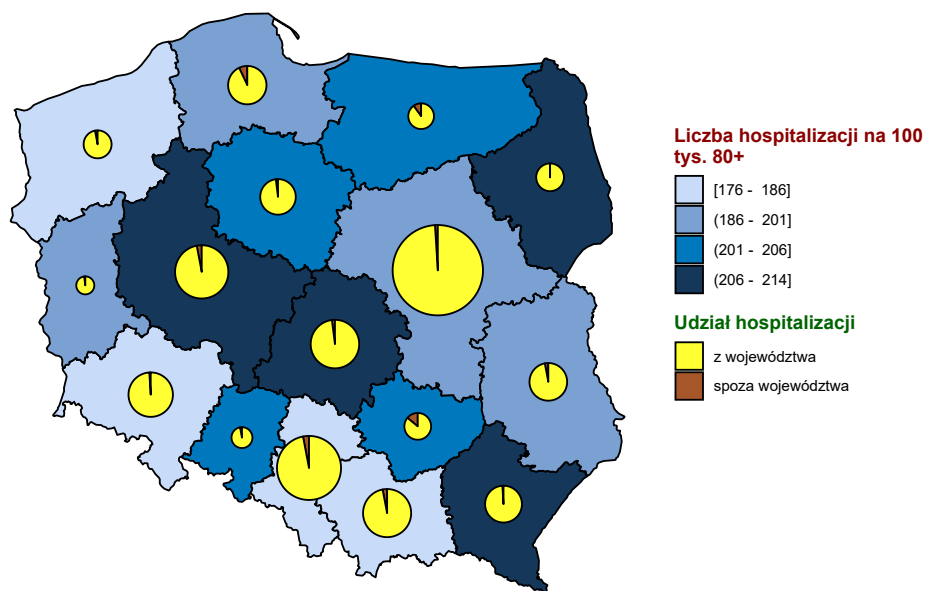 Liczba hospitalizacji na 100
tys. 80+
[176 - 186]
(186 - 201]
(201 - 206]
(206 - 214]
Udział hospitalizacji
z województwa
spoza województwa